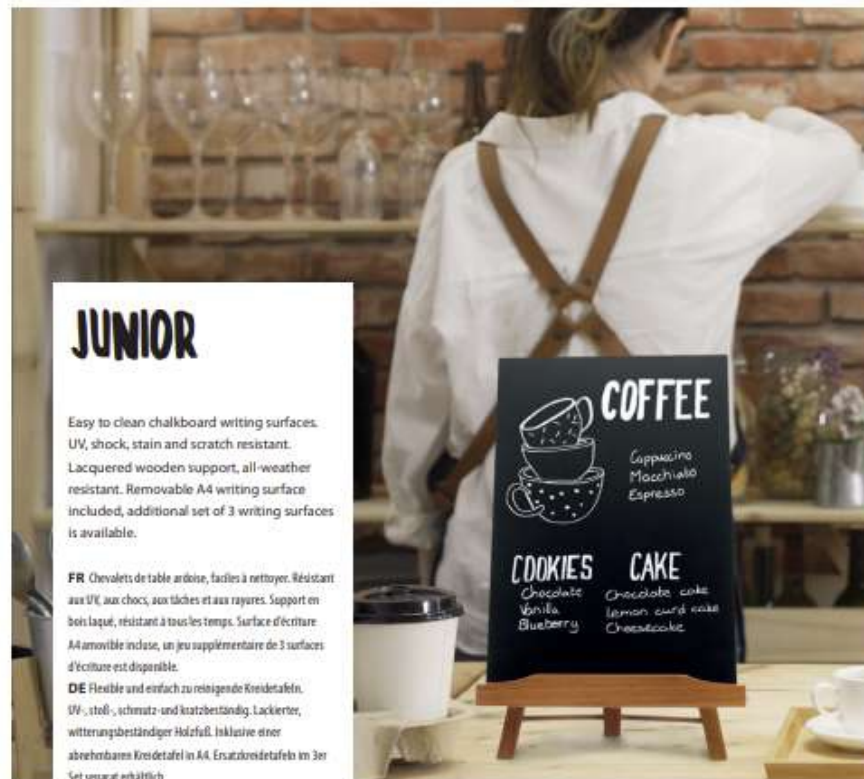 JUNIOR
Easy to clean chalkboard writing surfaces.
UV, shock, stain and scratch resistant.
Lacquered wooden support, all-weather
resistant. Removable A4 writing surface
included, additional set of 3 writing surfaces
is available.
FR Chevalets de table ardoise, faciles à nettoyer. Résistant
aux UV, aux chocs, aux tâches et aux rayures. Support en
bois laqué, résistant à tous les temps. Surface d'écriture
A4 amovible incluse, un jeu supplémentaire de 3 surfaces
d'écriture est disponible.
DE Flexible und einfach zu reinigende Kreidetafeln.
UV-, stoß-, schmutz- und kratzbeständig. Lackierter,
witterungsbeständiger Holzfuß. Inklusive einer
abnehmbaren Kreidetafel in A4. Ersatzkreidetafeln im 3er
Set separat erhältlich
COFFEE
Cappuccino
Macchiato
Espresso
COOKIES
Chocolate
Vanilla
Blueberry
CAKE
Chocolate cake
lemon curd cake
Cheesecake